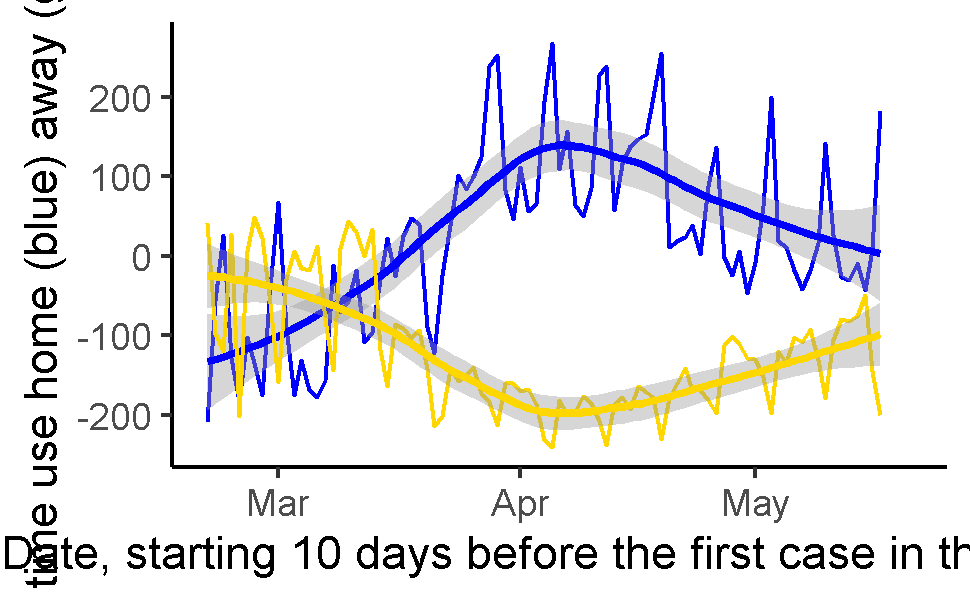 time use home (blue) away (
200
100
0
-100
-200
Mar Apr May
Date, starting 10 days before the first case in